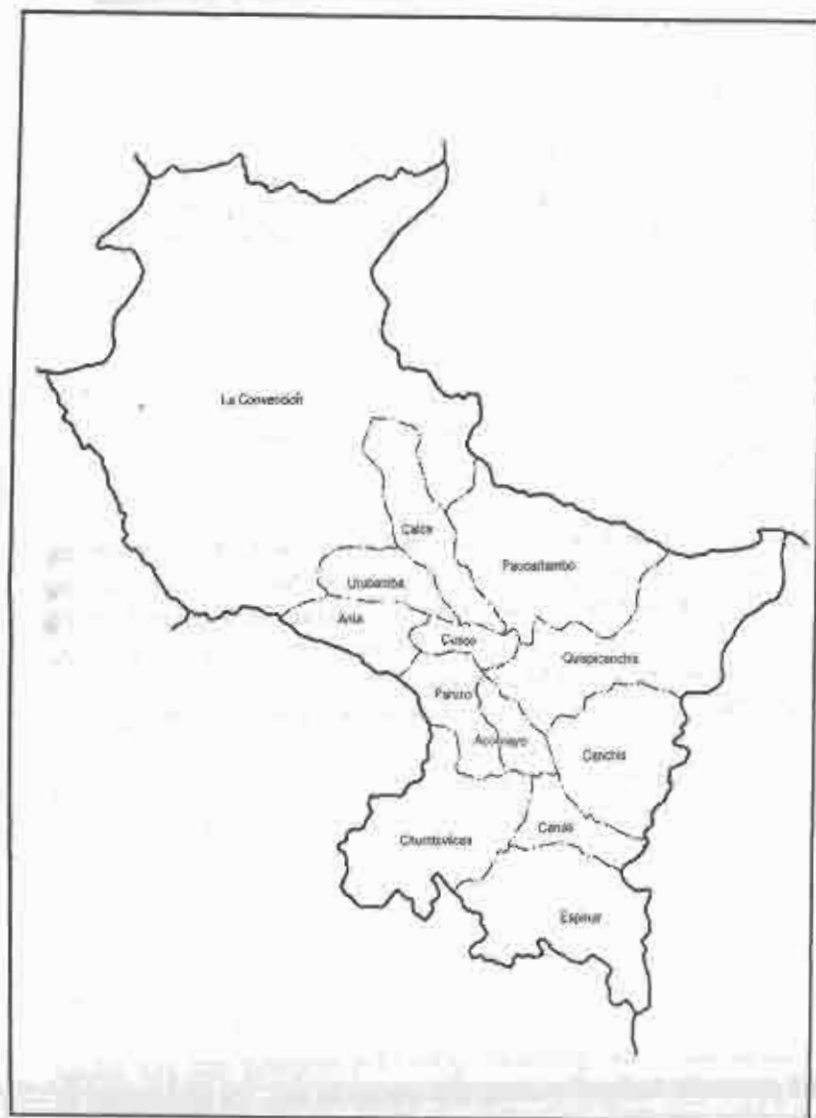 La Convención
Calca
Paucartambo
Urubamba
Anta
Cusco
Quispicanchis
Paruro
Acomayo
Canchis
Chumbivilcas
Canas
Espinar